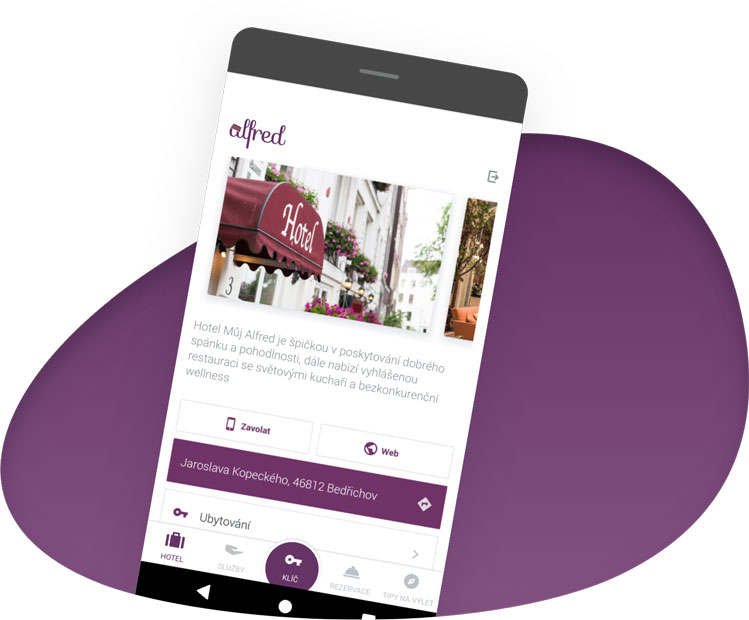 alfred
Hotel
3
Hotel Můj Alfred je špičkou v poskytování dobrého
spánku a pohodlnosti, dále nabízí vyhlášenou
restauraci se světovými kuchaři a bezkonkurenční
wellness
Zavolat
Web
Jaroslava Kopeckého, 46812 Bedřichov
Ubytování
HOTEL
SLUŽBY
KLÍČ
REZERVACE
TIPY NA VÝLET